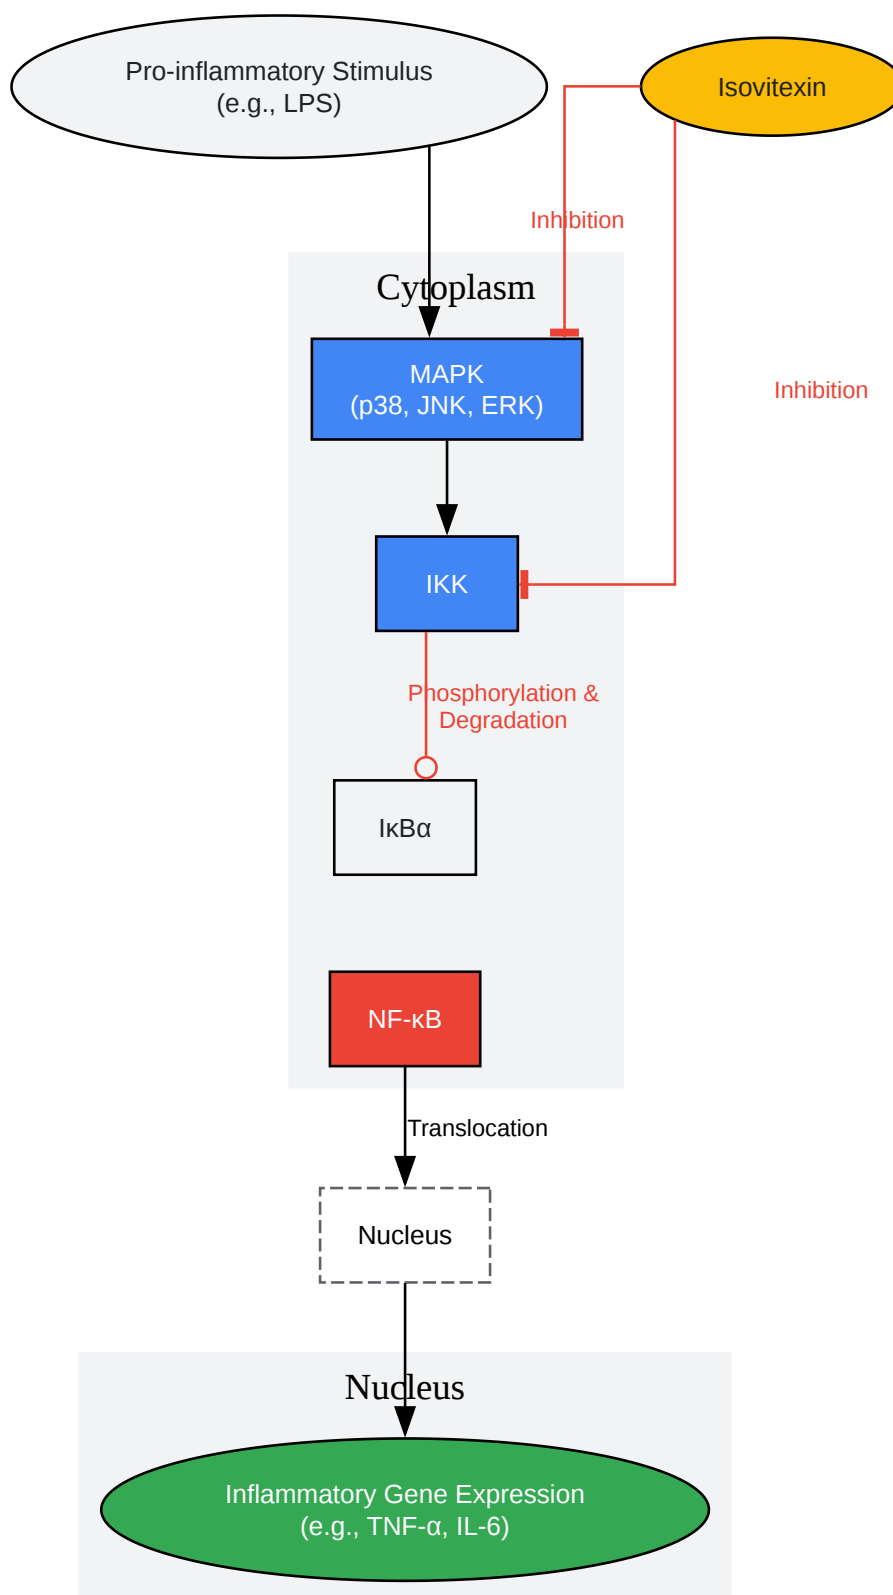 Pro-inflammatory Stimulus
(e.g., LPS)
Isovitexin
Inhibition
Cytoplasm
MAPK
(p38, JNK, ERK)
Inhibition
IKK
Phosphorylation &
Degradation
IκBα
NF-κB
Translocation
Nucleus
Nucleus
Inflammatory Gene Expression
(e.g., TNF-α, IL-6)